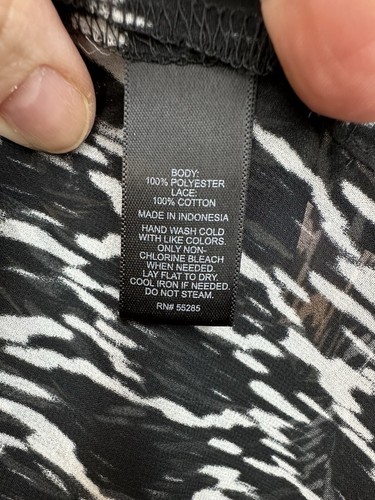 BODY:
100% POLYESTER
LACE:
100% COTTON
MADE IN INDONESIA
HAND WASH COLD
WITH LIKE COLORS.
ONLY NON-
CHLORINE BLEACH
WHEN NEEDED.
LAY FLAT TO DRY.
COOL IRON IF NEEDED.
DO NOT STEAM.
RN# 55285